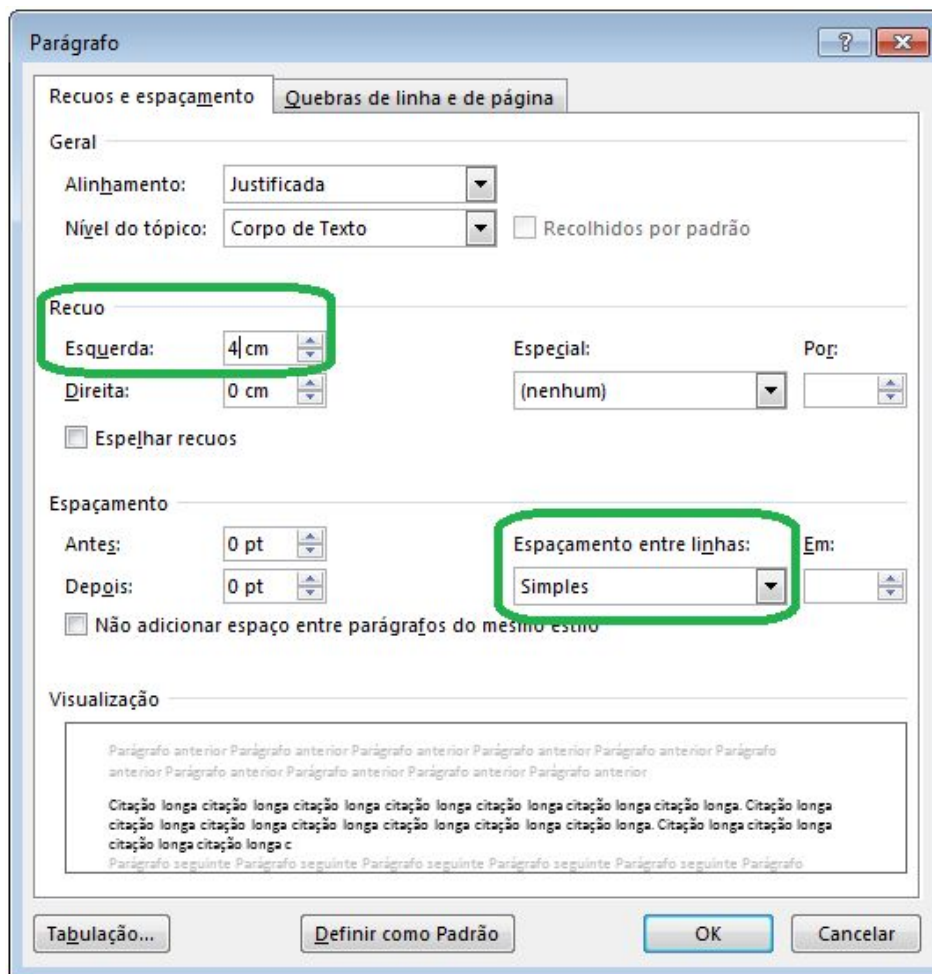 Parágrafo
Recuos e espaçamento Quebras de linha e de página
Geral
Alinhamento: Justificada
Nível do tópico: Corpo de Texto Recolhidos por padrão
Recuo
Esquerda: 4 cm Especial: Por:
Direita: 0 cm (nenhum)
Espelhar recuos
Espaçamento
Antes: 0 pt Espaçamento entre linhas: Em:
Depois: 0 pt Simples
Não adicionar espaço entre parágrafos do mesmo estilo
Visualização
Parágrafo anterior Parágrafo anterior Parágrafo anterior Parágrafo anterior Parágrafo anterior Parágrafo
anterior Parágrafo anterior Parágrafo anterior Parágrafo anterior Parágrafo anterior
Citação longa citação longa citação longa citação longa citação longa citação longa citação longa. Citação longa
citação longa citação longa citação longa citação longa citação longa citação longa. Citação longa citação longa
citação longa citação longa c
Parágrafo seguinte Parágrafo seguinte Parágrafo seguinte Parágrafo seguinte Parágrafo seguinte Parágrafo
Tabulação... Definir como Padrão OK Cancelar